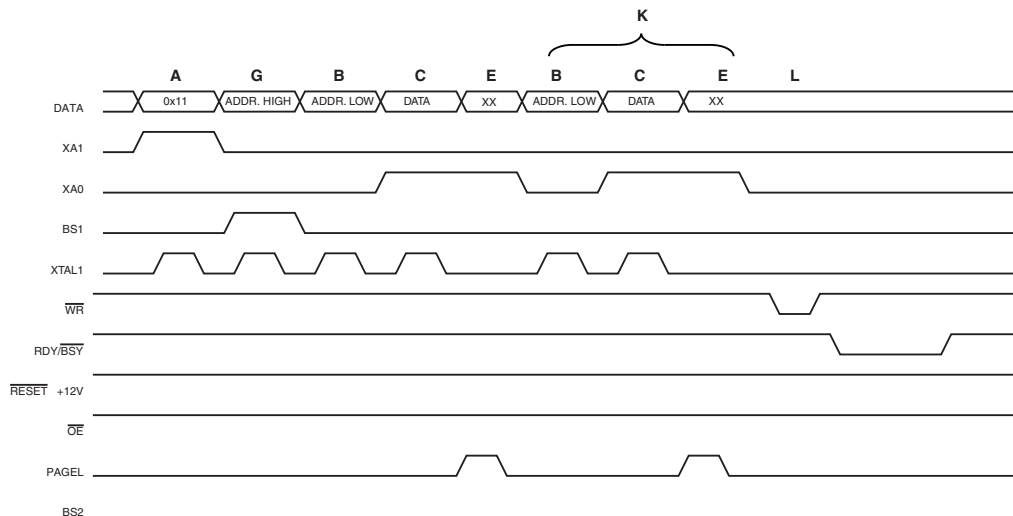 K
A G B C E B C E L
DATA 0x11 ADDR. HIGH ADDR. LOW DATA XX ADDR. LOW DATA XX
XA1
XA0
BS1
XTAL1
WR
RDY/BSY
RESET +12V
OE
PAGEL
BS2